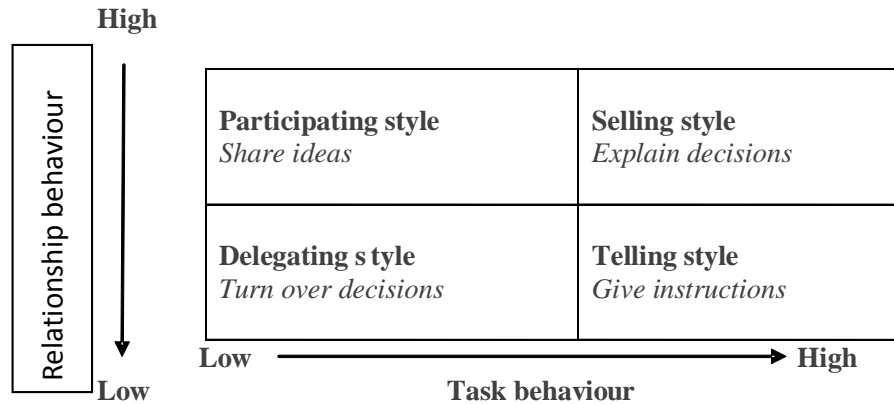 High
Relationship behaviour
Participating style
Share ideas
Selling style
Explain decisions
Delegating s tyle
Turn over decisions
Telling style
Give instructions
Low
High
Low
Task behaviour